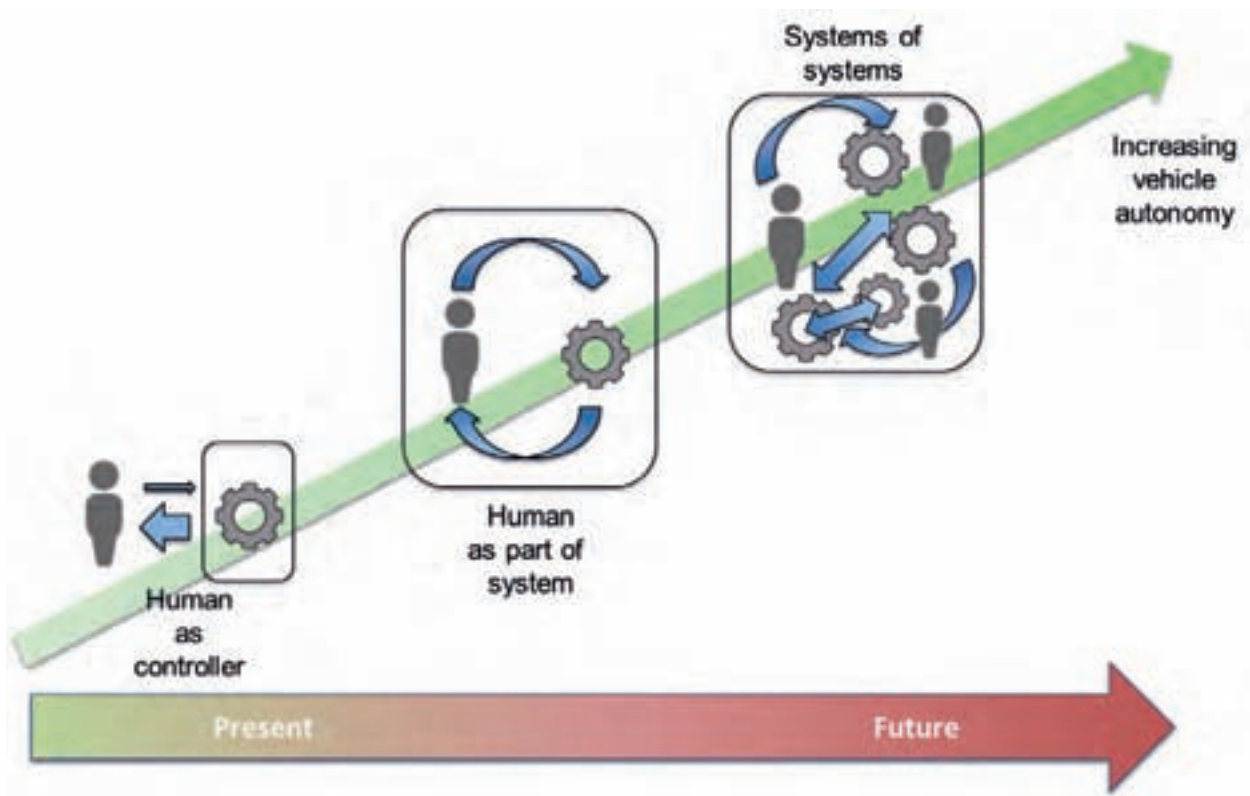 Systems of
systems
Increasing
vehicle
autonomy
Human
as part of
system
Human
as
controller
Present
Future